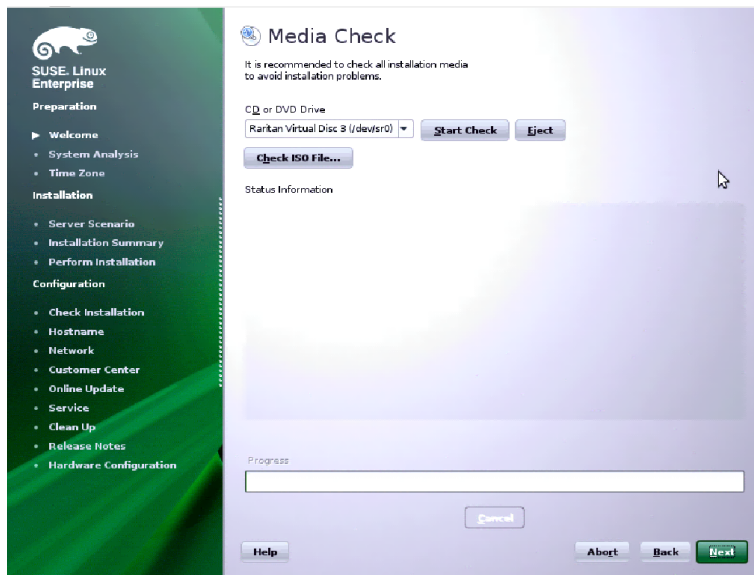 SUSE. Linux
Enterprise
Preparation
Welcome
System Analysis
Time Zone
Installation
Server Scenario
Installation Summary
Perform Installation
Configuration
Check Installation
Hostname
Network
Customer Center
Online Update
Service
Clean Up
Release Notes
Hardware Configuration
Media Check
It is recommended to check all installation media
to avoid installation problems.
CD or DVD Drive
Raritan Virtual Disc 3 (/dev/sr0)
Start Check
Eject
Check ISO File...
Status Information
Progress
Cancel
Help
Abort
Back
Next